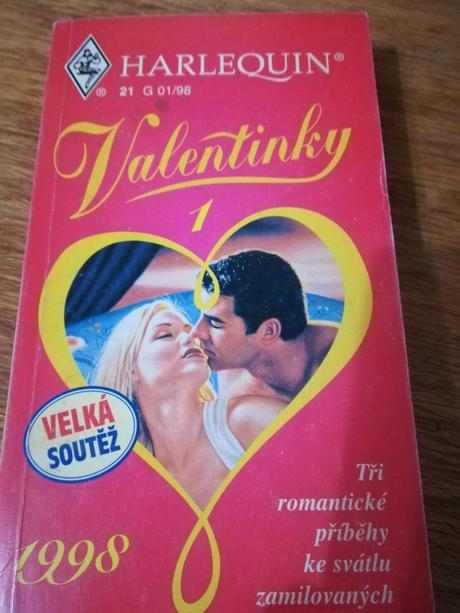 HARLEQUIN®
® 21 G 01/98
Valentinky
1
VELKÁ
SOUTĚŽ
Tři
romantické
příběhy
ke svátlu
zamilovaných
1998